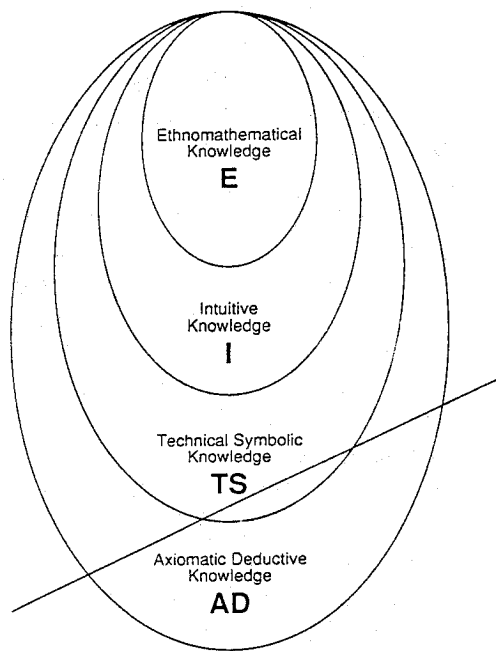 Ethnomathematical
Knowledge
E
Intuitive
Knowledge
I
Technical Symbolic
Knowledge
TS
Axiomatic Deductive
Knowledge
AD